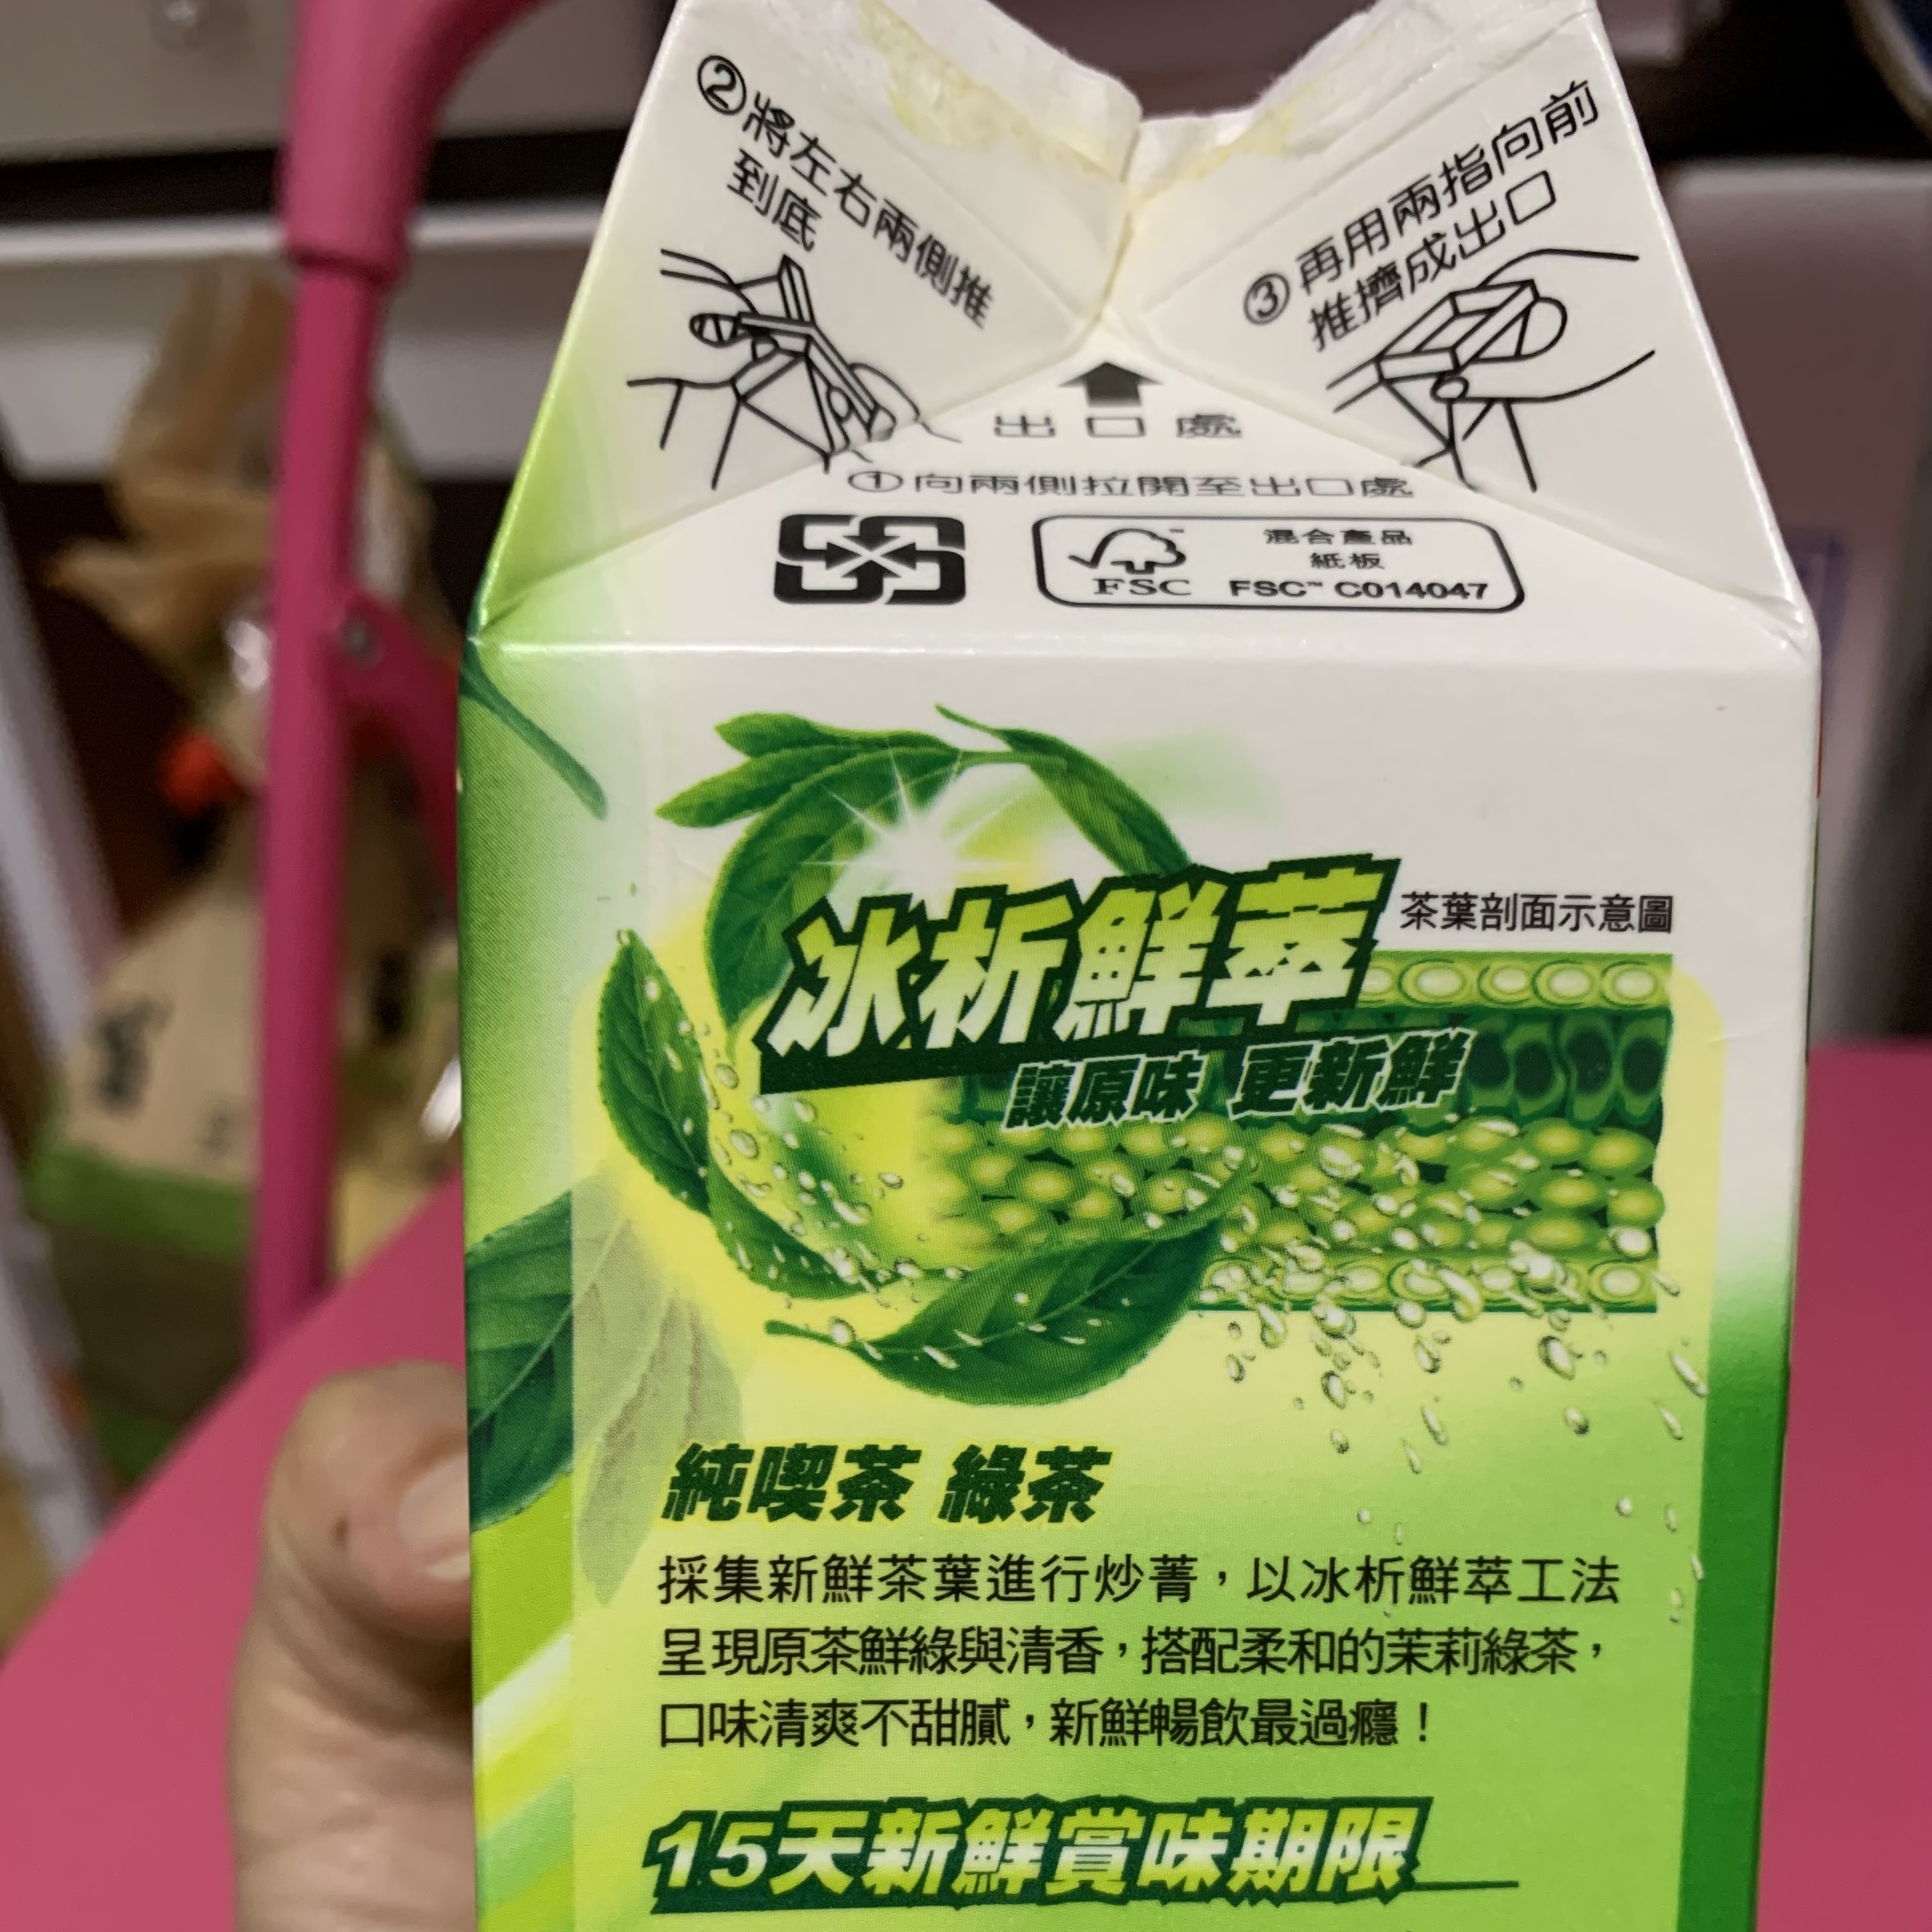 ②將左右兩側推
到底
③再用兩指向前
推擠成出口
出口處
①向兩側拉開至出口處
混合產品
紙板
FSC FSC™ C014047
冰析鮮萃
茶葉剖面示意圖
讓原味 更新鮮
純喫茶 綠茶
採集新鮮茶葉進行炒菁，以冰析鮮萃工法
呈現原茶鮮綠與清香，搭配柔和的茉莉綠茶，
口味清爽不甜膩，新鮮暢飲最過癮！
15天新鮮賞味期限